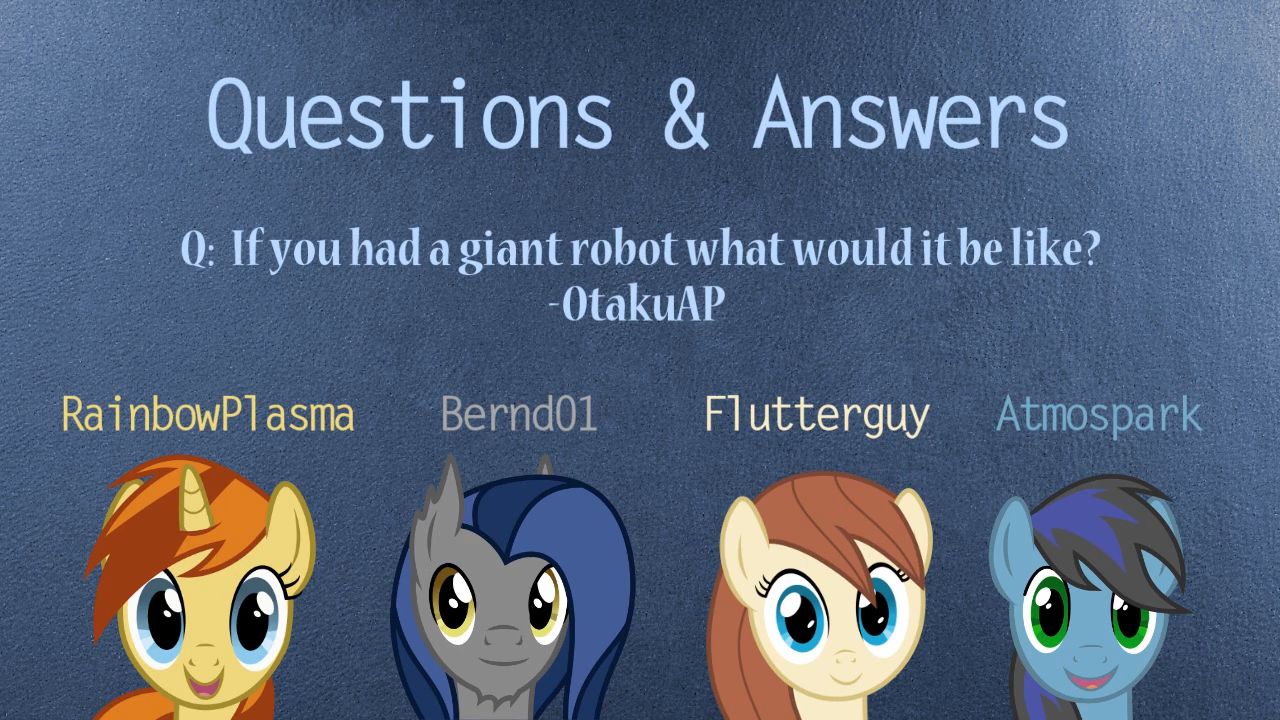 Questions & Answers
Q: If you had a giant robot what would it be like?
-OtakuAP
RainbowPlasma Bernd01 Flutterguy Atmospark